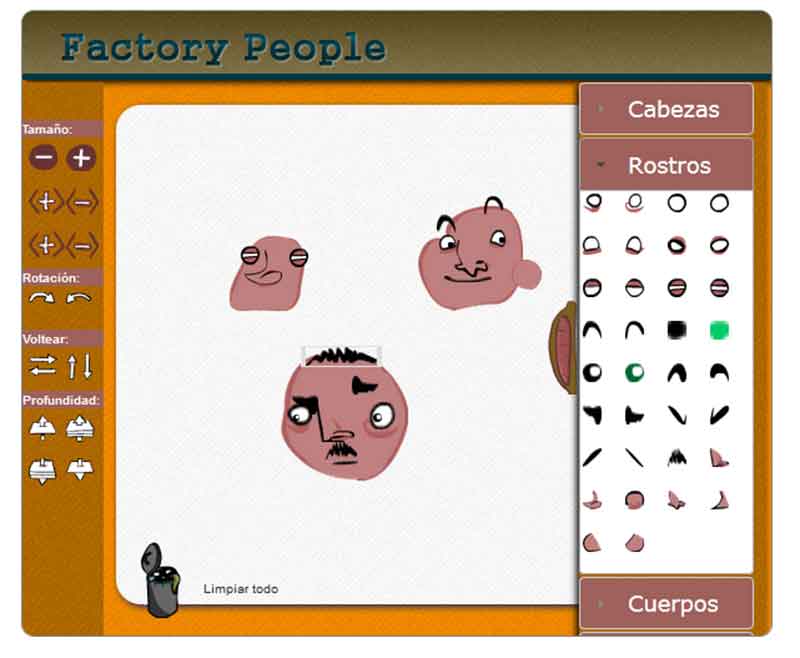 Factory People
Tamaño:
Rotación:
Voltear:
Profundidad:
Limpiar todo
Cabezas
Rostros
Cuerpos